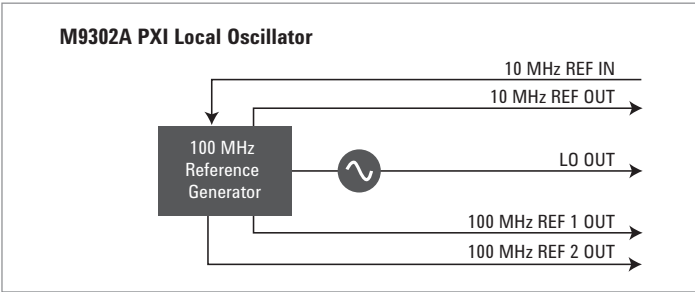 M9302A PXI Local Oscillator
10 MHz REF IN
10 MHz REF OUT
100 MHz
Reference
Generator
LO OUT
100 MHz REF 1 OUT
100 MHz REF 2 OUT